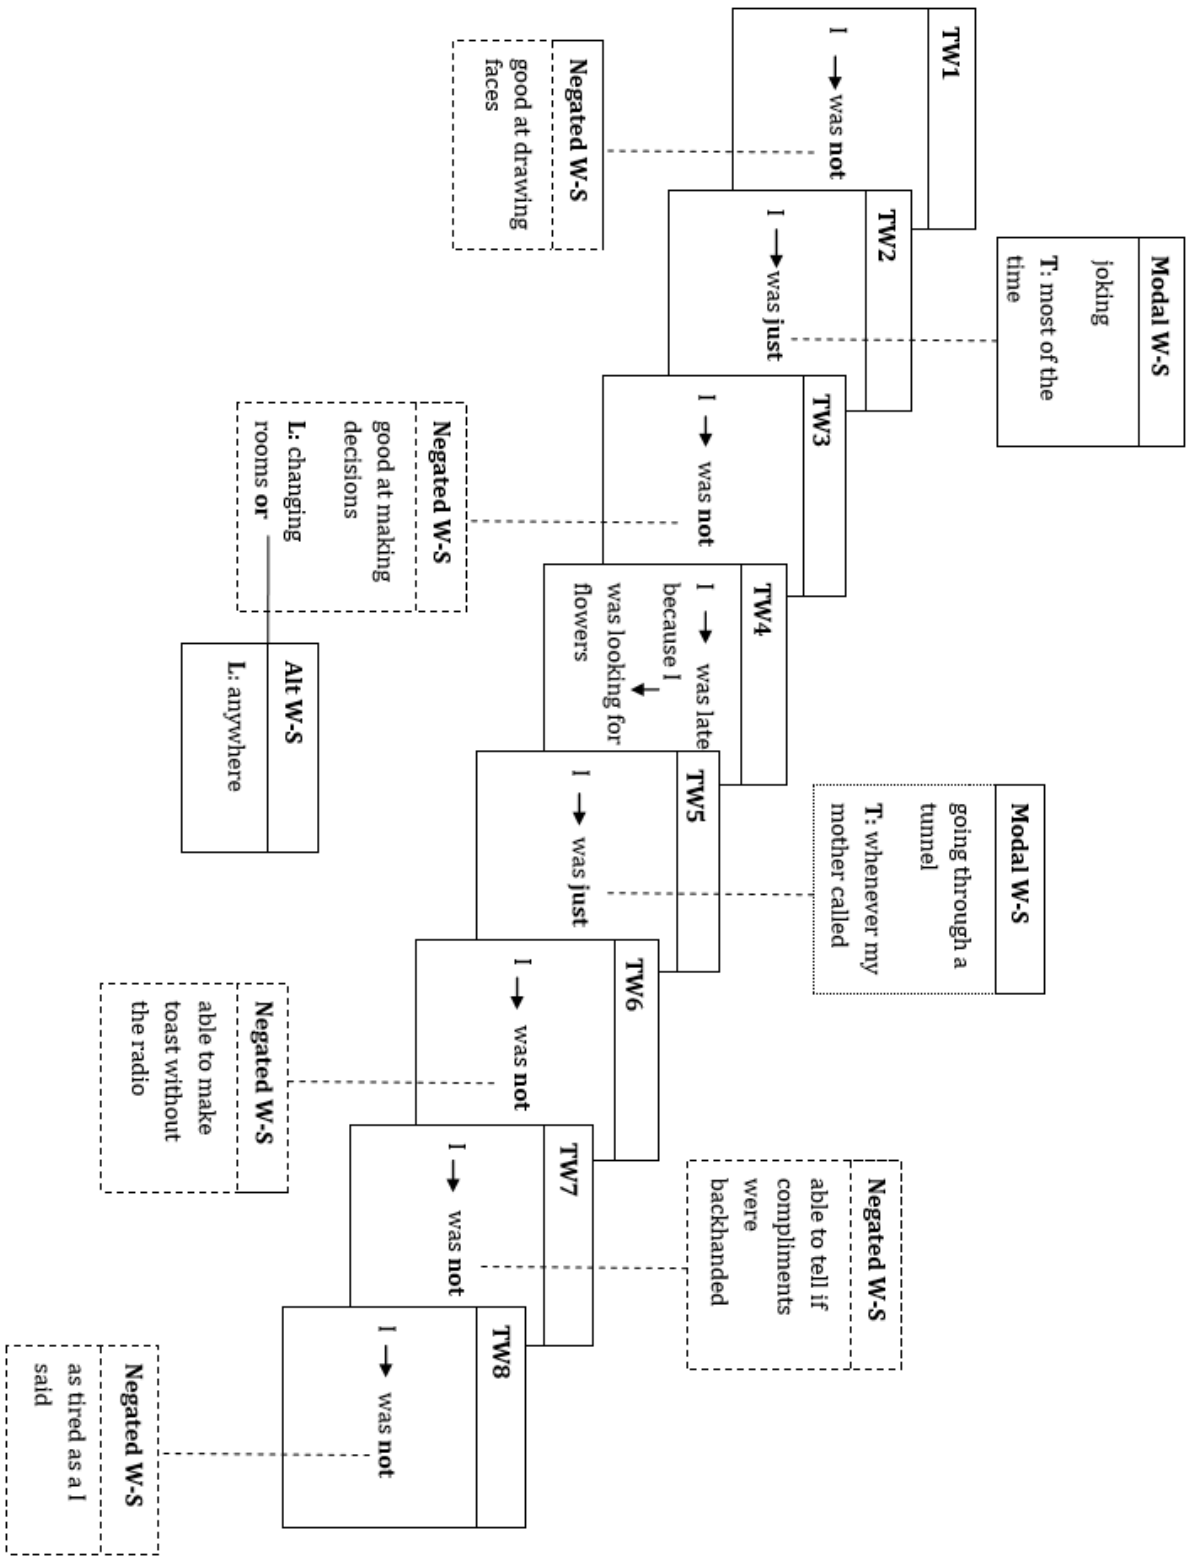 TW1
I → was not
Negated W-S
good at drawing
faces
TW2
I → was just
Modal W-S
joking
T: most of the
time
TW3
I → was not
Negated W-S
good at making
decisions
L: changing
rooms or
Alt W-S
L: anywhere
TW4
I → was late
because I
was looking for
flowers
TW5
I → was just
Modal W-S
going through a
tunnel
T: whenever my
mother called
TW6
I → was not
Negated W-S
able to make
toast without
the radio
TW7
I → was not
Negated W-S
able to tell if
compliments
were
backhanded
TW8
I → was not
Negated W-S
as tired as a I
said